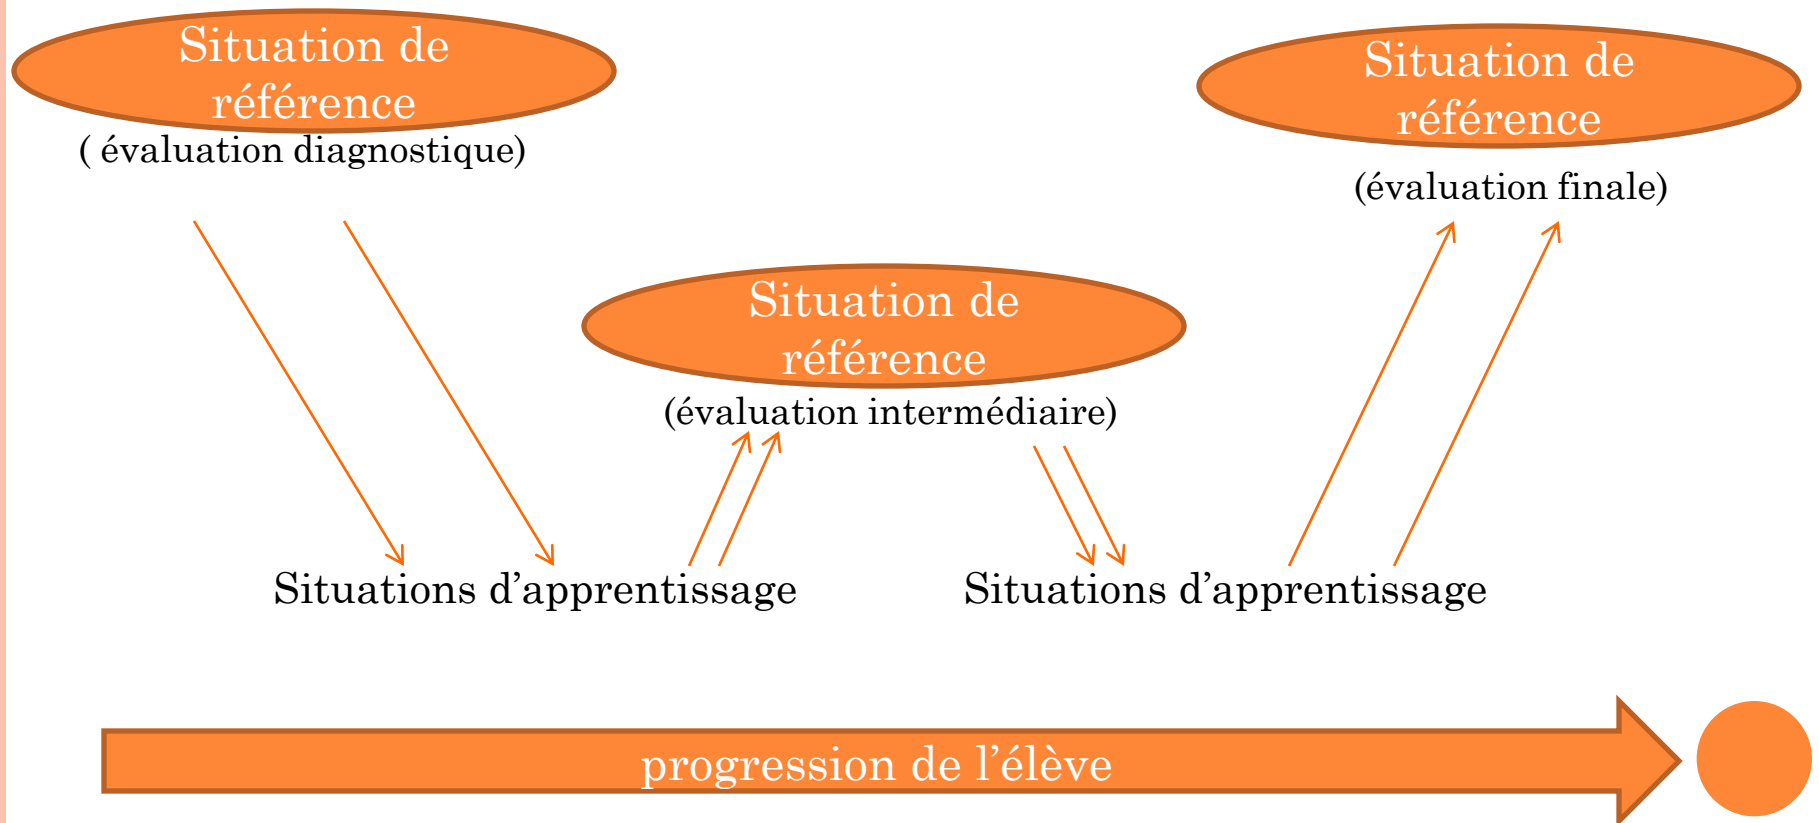 Situation de
référence
( évaluation diagnostique)
Situation de
référence
(évaluation finale)
Situation de
référence
(évaluation intermédiaire)
Situations d’apprentissage
Situations d’apprentissage
progression de l’élève